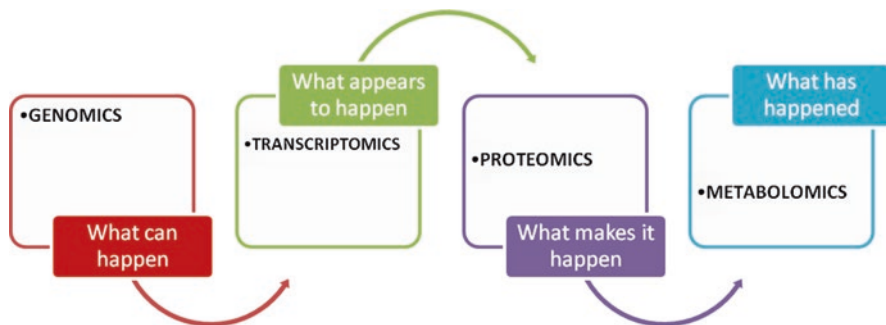 •GENOMICS
What can
happen
What appears
to happen
•TRANSCRIPTOMICS
•PROTEOMICS
What makes it
happen
What has
happened
•METABOLOMICS